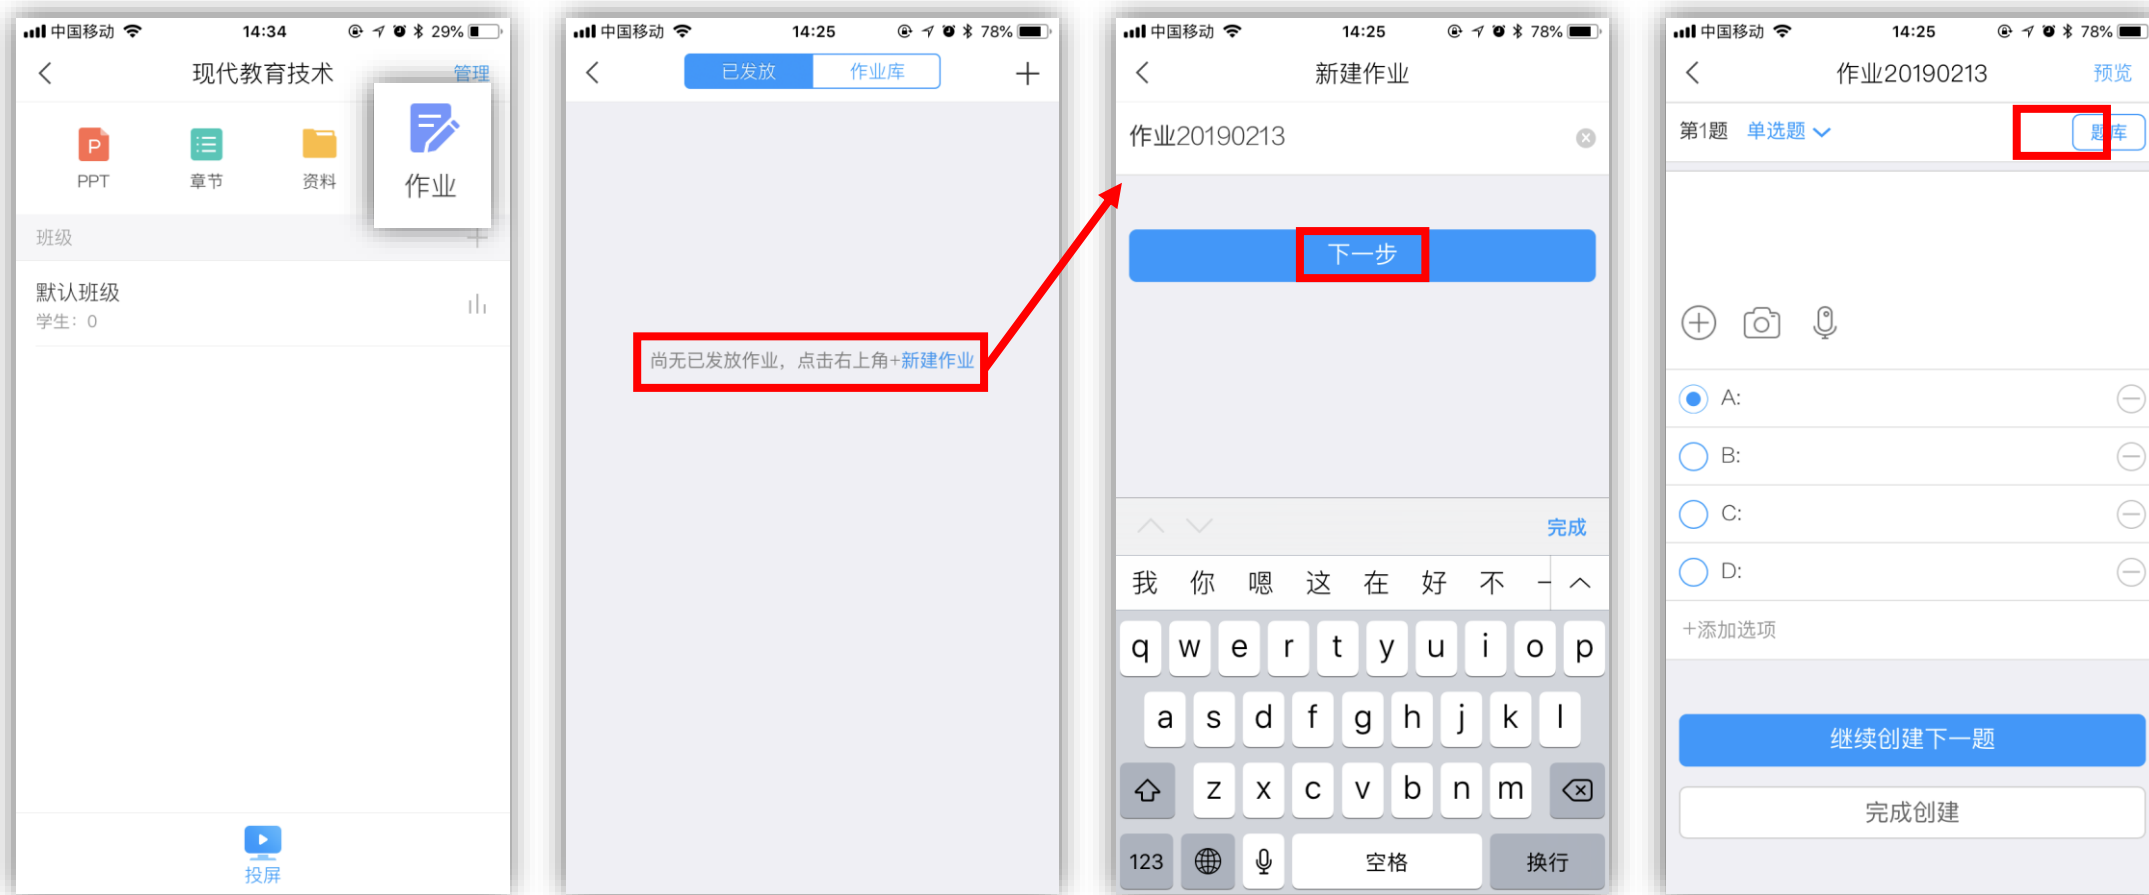 中国移动 14:34 29%
现代教育技术 管理
P
PPT 章节 资料 作业
班级
默认班级
学生：0
投屏
中国移动 14:25 78%
已发放 作业库
尚无已发放作业，点击右上角+新建作业
中国移动 14:25 78%
新建作业
作业20190213
下一步
完成
我 你 嗯 这 在 好 不 一
q w e r t y u i o p
a s d f g h j k l
z x c v b n m
123 空格 换行
中国移动 14:25 78%
作业20190213 预览
第1题 单选题 题库
A:
B:
C:
D:
+添加选项
继续创建下一题
完成创建